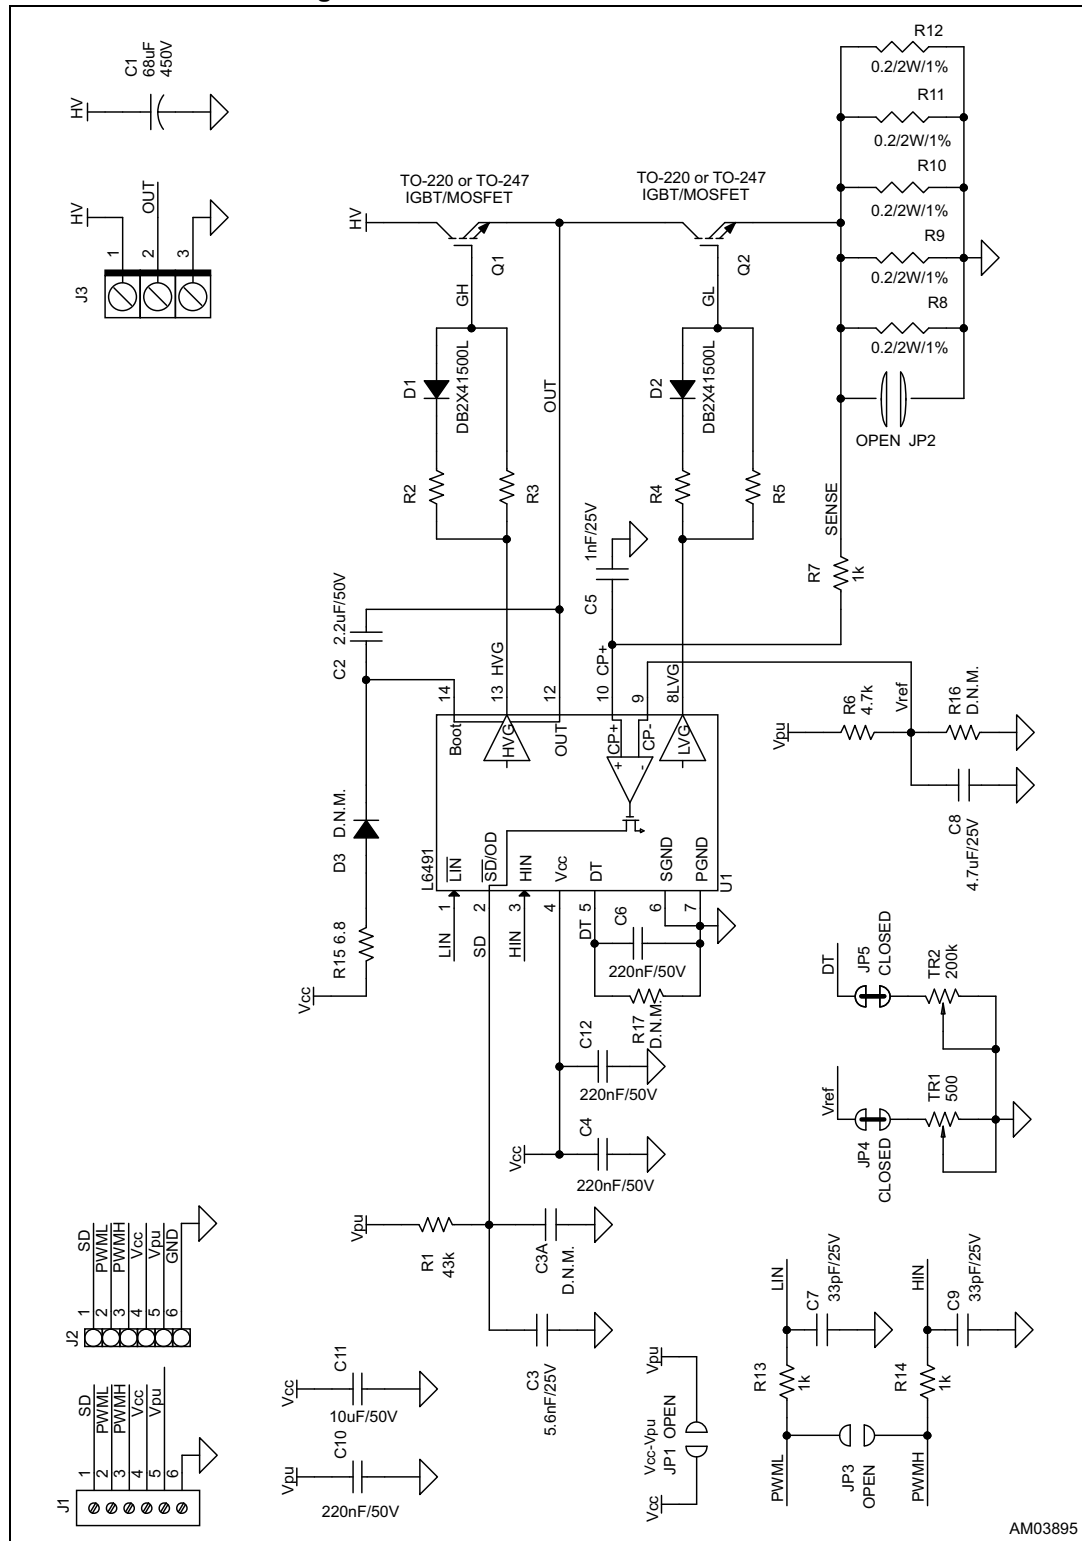 C1
68uF
450V
HV
HV
OUT
1
2
3
J3
TO-220 or TO-247
IGBT/MOSFET
HV
Q1
GH
TO-220 or TO-247
IGBT/MOSFET
Q2
GL
R12
0.2/2W/1%
R11
0.2/2W/1%
R10
0.2/2W/1%
R9
0.2/2W/1%
R8
0.2/2W/1%
OPEN JP2
D1
DB2X41500L
R2
R3
OUT
D2
DB2X41500L
R4
R5
SENSE
R7
1k
1nF/25V
C5
C2
2.2uF/50V
14
13
HVG
12
10
CP+
9
8
LVG
Boot
HVG
OUT
CP+
CP-
LVG
+
-
L6491
LIN
SD/OD
HIN
Vcc
DT
SGND
PGND
U1
1
2
3
4
5
6
7
LIN
SD
HIN
DT
D3
D.N.M.
R15 6.8
Vcc
C6
220nF/50V
R17
D.N.M.
C12
220nF/50V
Vcc
C4
220nF/50V
Vpu
R6
4.7k
Vref
R16
D.N.M.
C8
4.7uF/25V
DT
JP5
CLOSED
TR2
200k
Vref
JP4
CLOSED
TR1
500
Vpu
R1
43k
C3A
D.N.M.
C3
5.6nF/25V
J2
1
2
3
4
5
6
SD
PWML
PWMH
Vcc
Vpu
GND
J1
1
2
3
4
5
6
SD
PWML
PWMH
Vcc
Vpu
Vcc
C11
10uF/50V
Vpu
C10
220nF/50V
Vpu
Vcc-Vpu
JP1 OPEN
Vcc
LIN
C7
33pF/25V
R13
1k
PWML
JP3
OPEN
HIN
C9
33pF/25V
R14
1k
PWMH
AM03895